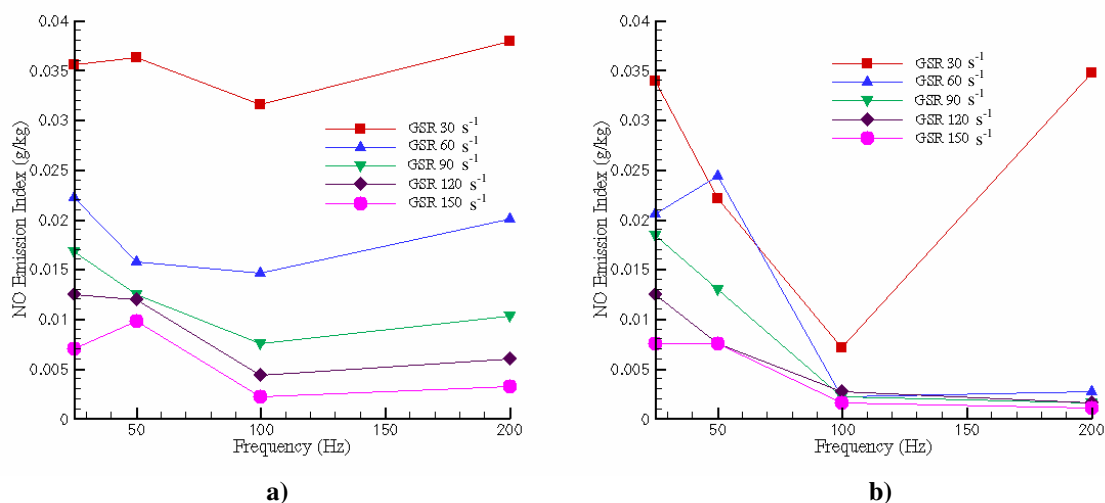 0.04
0.035
0.03
0.025
0.02
0.015
0.01
0.005
0
NO Emission Index (g/kg)
GSR 30 s⁻¹
GSR 60 s⁻¹
GSR 90 s⁻¹
GSR 120 s⁻¹
GSR 150 s⁻¹
50
100
150
200
Frequency (Hz)
a)
0.04
0.035
0.03
0.025
0.02
0.015
0.01
0.005
0
NO Emission Index (g/kg)
GSR 30 s⁻¹
GSR 60 s⁻¹
GSR 90 s⁻¹
GSR 120 s⁻¹
GSR 150 s⁻¹
50
100
150
200
Frequency (Hz)
b)